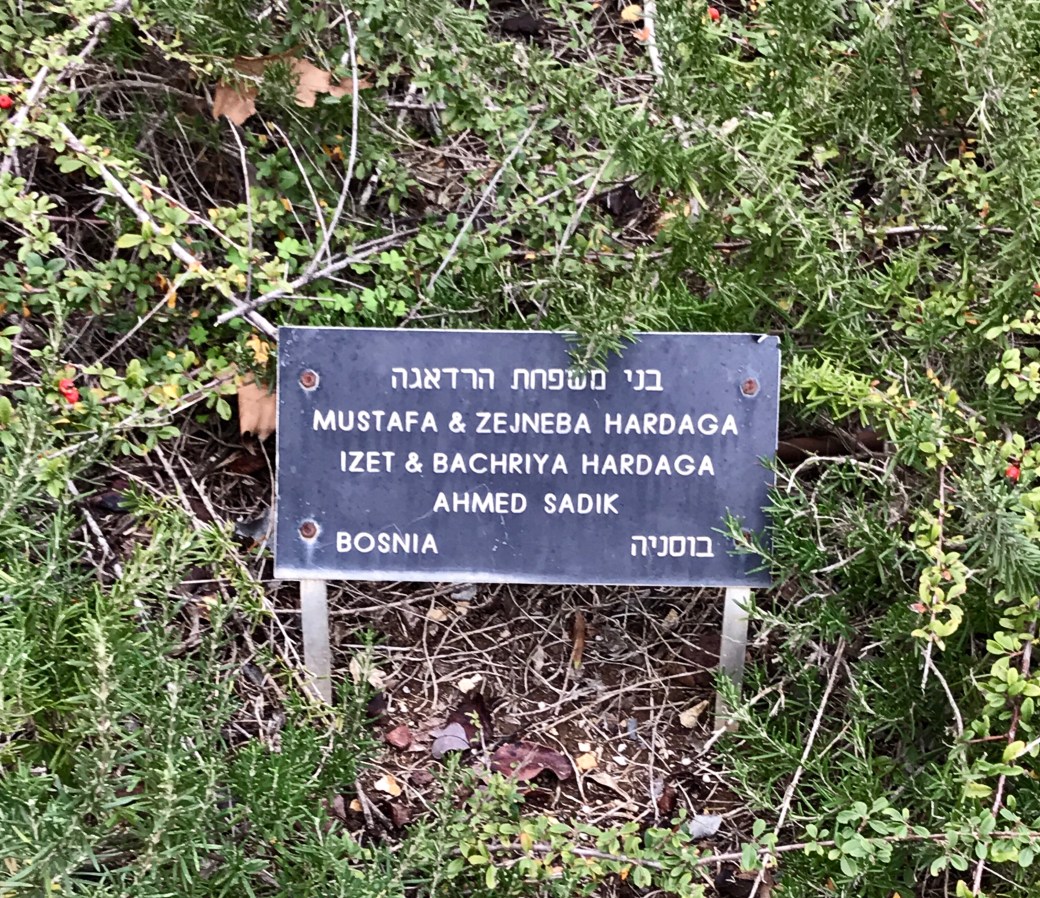 בני משפחת הרדאגה
MUSTAFA & ZEJNEBA HARDAGA
IZET & BACHRIYA HARDAGA
AHMED SADIK
BOSNIA בוסניה